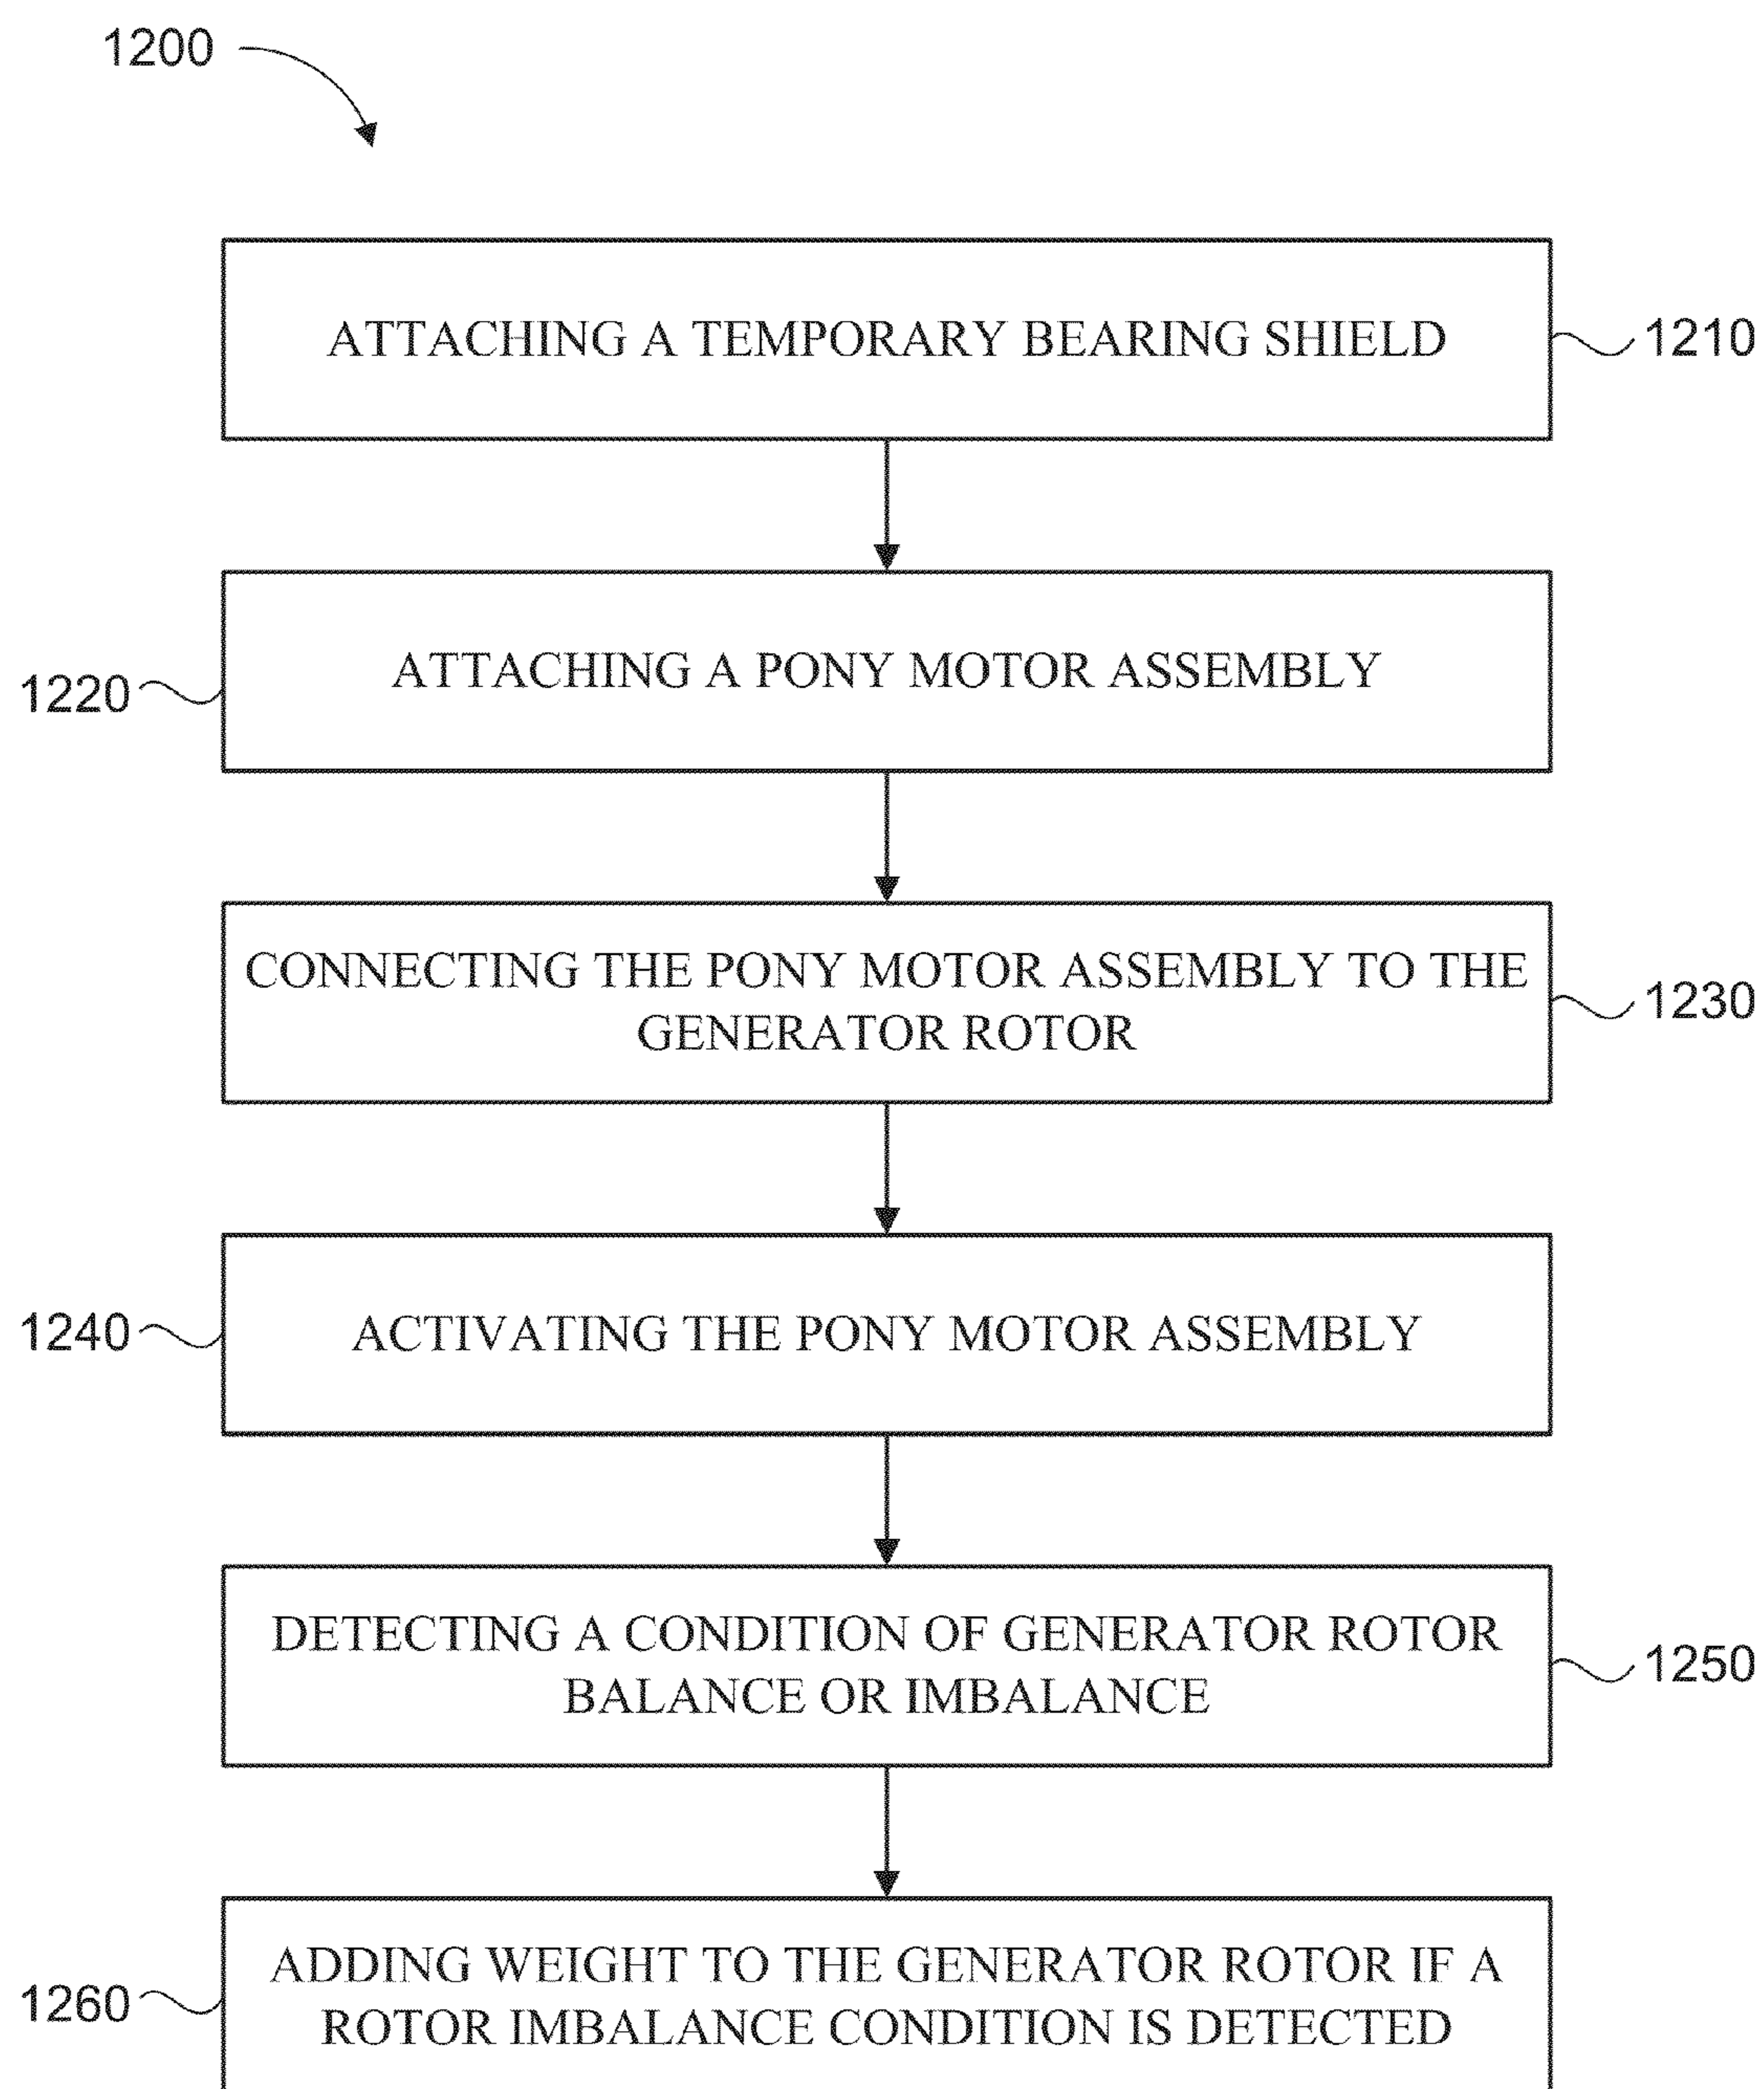 1200
ATTACHING A TEMPORARY BEARING SHIELD
1210
ATTACHING A PONY MOTOR ASSEMBLY
1220
CONNECTING THE PONY MOTOR ASSEMBLY TO THE
GENERATOR ROTOR
1230
ACTIVATING THE PONY MOTOR ASSEMBLY
1240
DETECTING A CONDITION OF GENERATOR ROTOR
BALANCE OR IMBALANCE
1250
ADDING WEIGHT TO THE GENERATOR ROTOR IF A
ROTOR IMBALANCE CONDITION IS DETECTED
1260